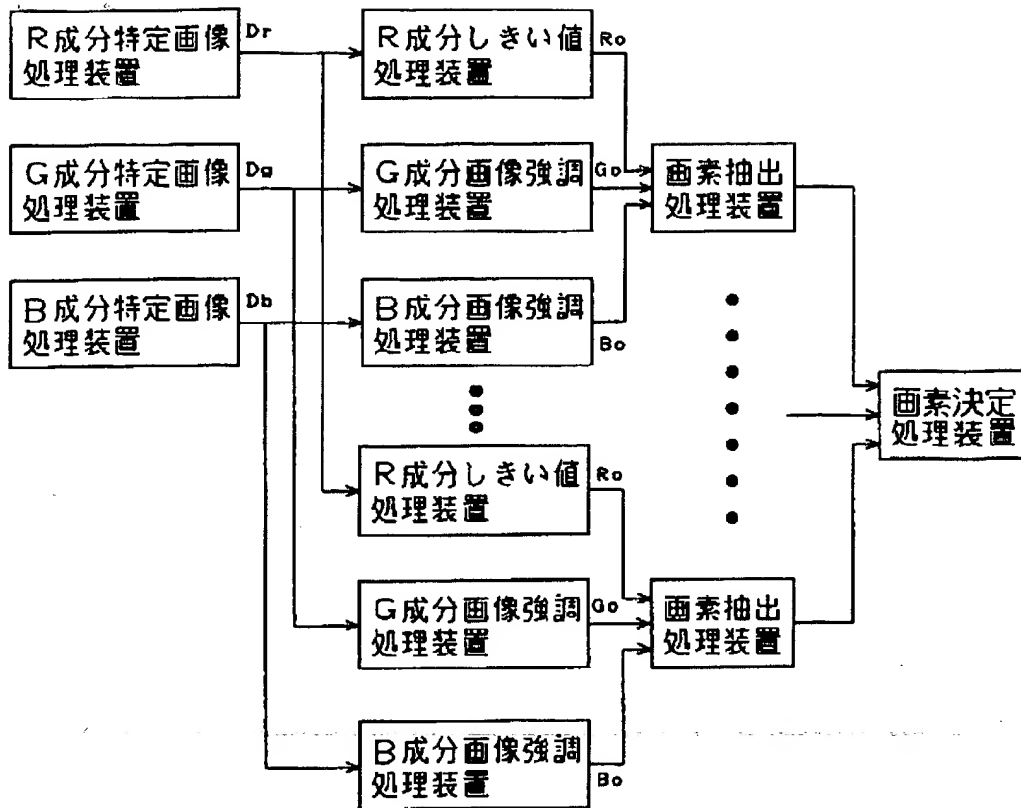 R成分特定画像
処理装置
Dr
R成分しきい値
処理装置
Ro
G成分特定画像
処理装置
Dg
G成分画像強調
処理装置
Go
画素抽出
処理装置
B成分特定画像
処理装置
Db
B成分画像強調
処理装置
Bo
画素決定
処理装置
R成分しきい値
処理装置
Ro
G成分画像強調
処理装置
Go
画素抽出
処理装置
B成分画像強調
処理装置
Bo